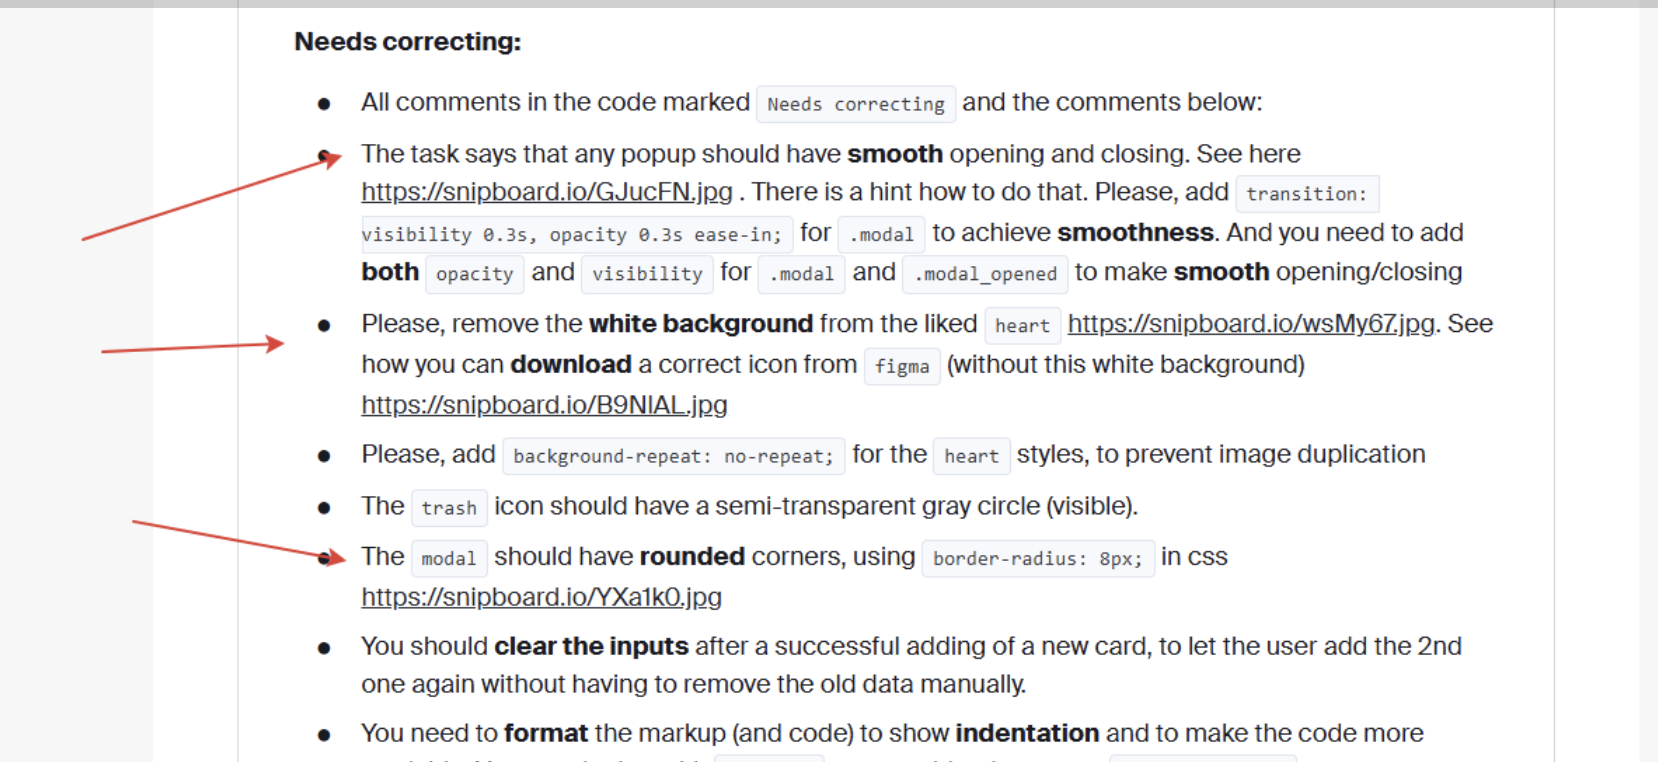 Needs correcting:
All comments in the code marked Needs correcting and the comments below:
The task says that any popup should have smooth opening and closing. See here
https://snipboard.io/GJucFN.jpg . There is a hint how to do that. Please, add transition:
visibility 0.3s, opacity 0.3s ease-in; for .modal to achieve smoothness. And you need to add
both opacity and visibility for .modal and .modal_opened to make smooth opening/closing
Please, remove the white background from the liked heart https://snipboard.io/wsMy67.jpg. See
how you can download a correct icon from figma (without this white background)
https://snipboard.io/B9NlAL.jpg
Please, add background-repeat: no-repeat; for the heart styles, to prevent image duplication
The trash icon should have a semi-transparent gray circle (visible).
The modal should have rounded corners, using border-radius: 8px; in css
https://snipboard.io/YXa1k0.jpg
You should clear the inputs after a successful adding of a new card, to let the user add the 2nd
one again without having to remove the old data manually.
You need to format the markup (and code) to show indentation and to make the code more